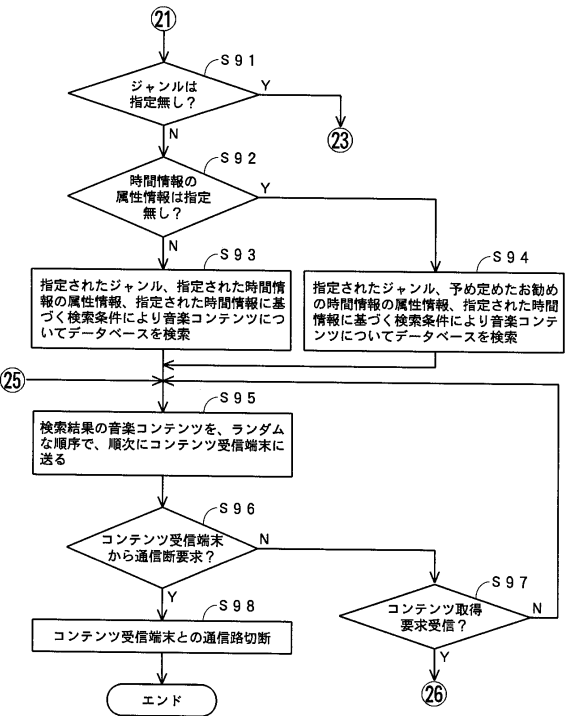 21
S91
ジャンルは
指定無し？
Y
23
N
S92
時間情報の
属性情報は指定
無し？
Y
N
S93
指定されたジャンル、指定された時間情
報の属性情報、指定された時間情報に基
づく検索条件により音楽コンテンツにつ
いてデータベースを検索
S94
指定されたジャンル、予め定めたお勧め
の時間情報の属性情報、指定された時間
情報に基づく検索条件により音楽コンテ
ンツについてデータベースを検索
25
S95
検索結果の音楽コンテンツを、ランダム
な順序で、順次にコンテンツ受信端末に
送る
S96
コンテンツ受信端末
から通信断要求？
N
Y
S97
コンテンツ取得
要求受信？
N
Y
26
S98
コンテンツ受信端末との通信路切断
エンド